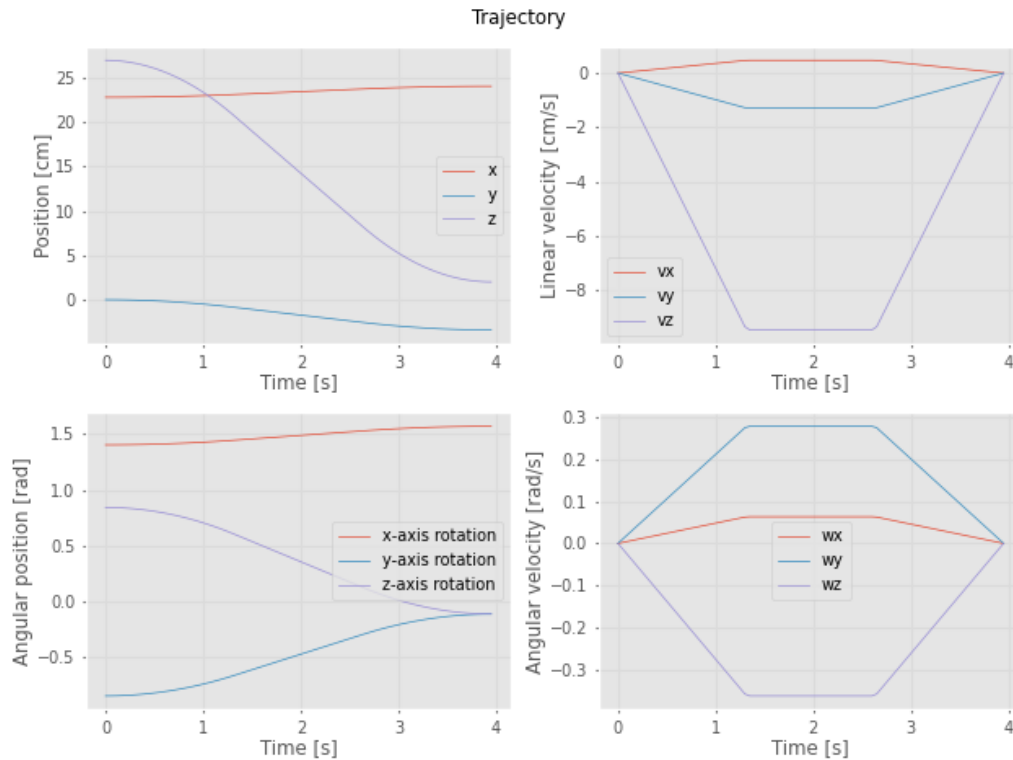 Trajectory
Position [cm]
25
20
15
10
5
0
x
y
z
0 1 2 3 4
Time [s]
Linear velocity [cm/s]
0
−2
−4
−6
−8
vx
vy
vz
0 1 2 3 4
Time [s]
Angular position [rad]
1.5
1.0
0.5
0.0
−0.5
x-axis rotation
y-axis rotation
z-axis rotation
0 1 2 3 4
Time [s]
Angular velocity [rad/s]
0.3
0.2
0.1
0.0
−0.1
−0.2
−0.3
wx
wy
wz
0 1 2 3 4
Time [s]